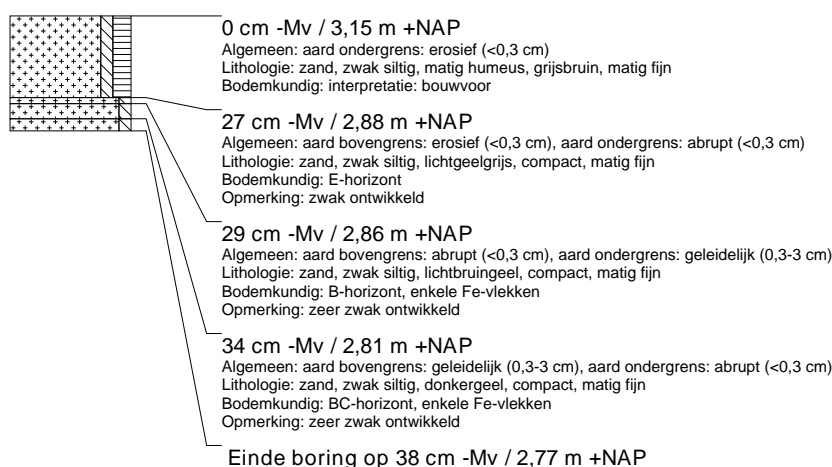 0 cm -Mv / 3,15 m +NAP
Algemeen: aard ondergrens: erosief (<0,3 cm)
Lithologie: zand, zwak siltig, matig humeus, grijsbruin, matig fijn
Bodemkundig: interpretatie: bouwvoor
27 cm -Mv / 2,88 m +NAP
Algemeen: aard bovengrens: erosief (<0,3 cm), aard ondergrens: abrupt (<0,3 cm)
Lithologie: zand, zwak siltig, lichtgeelgrijs, compact, matig fijn
Bodemkundig: E-horizont
Opmerking: zwak ontwikkeld
29 cm -Mv / 2,86 m +NAP
Algemeen: aard bovengrens: abrupt (<0,3 cm), aard ondergrens: geleidelijk (0,3-3 cm)
Lithologie: zand, zwak siltig, lichtbruingeel, compact, matig fijn
Bodemkundig: B-horizont, enkele Fe-vlekken
Opmerking: zeer zwak ontwikkeld
34 cm -Mv / 2,81 m +NAP
Algemeen: aard bovengrens: geleidelijk (0,3-3 cm), aard ondergrens: abrupt (<0,3 cm)
Lithologie: zand, zwak siltig, donkergeel, compact, matig fijn
Bodemkundig: BC-horizont, enkele Fe-vlekken
Opmerking: zeer zwak ontwikkeld
Einde boring op 38 cm -Mv / 2,77 m +NAP